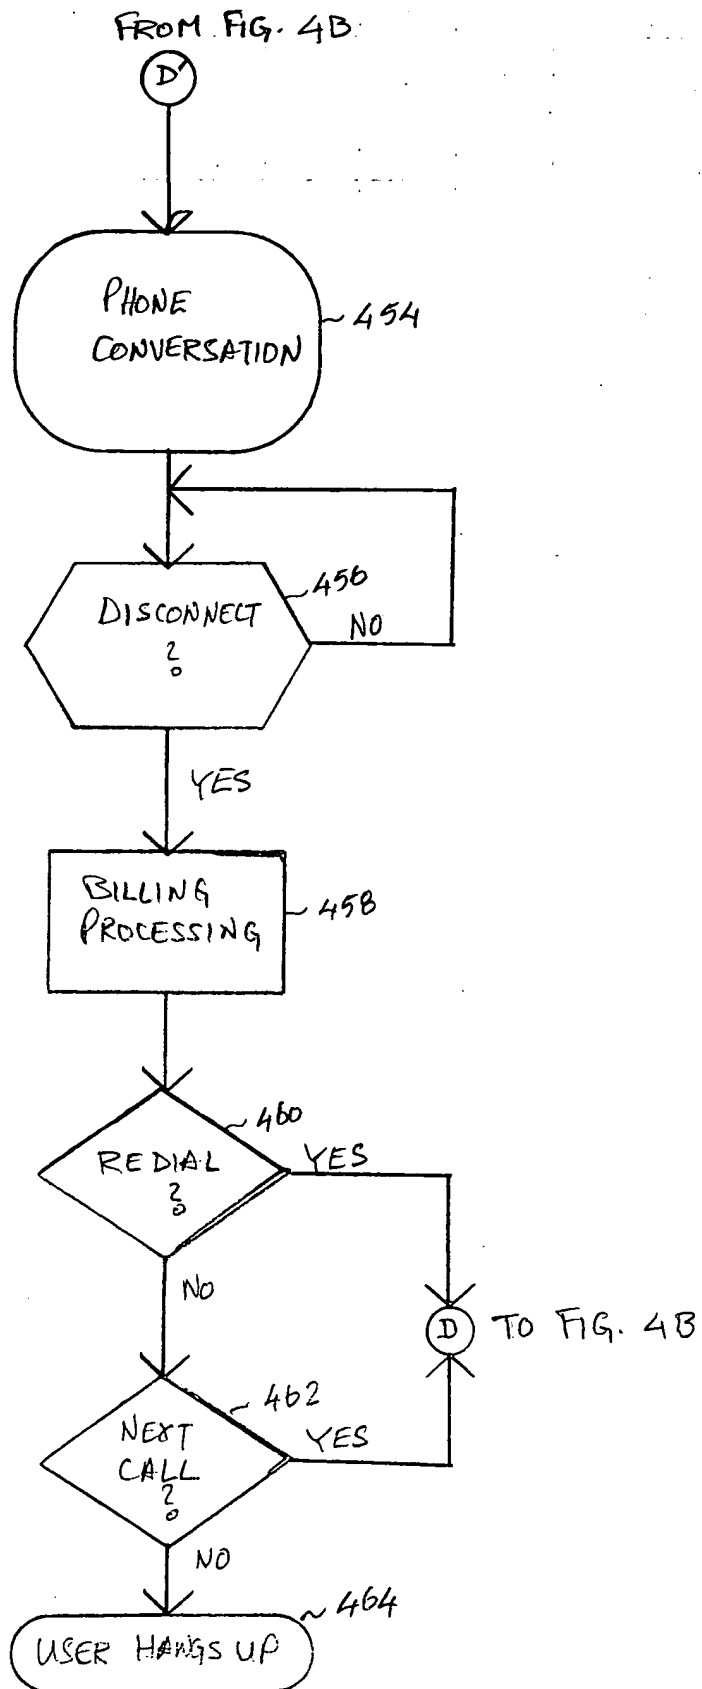 FROM FIG. 4B
D'
PHONE
CONVERSATION
454
DISCONNECT
?
456
NO
YES
BILLING
PROCESSING
458
REDIAL
?
460
YES
NO
D TO FIG. 4B
NEXT
CALL
?
462
YES
NO
USER HANGS UP
464